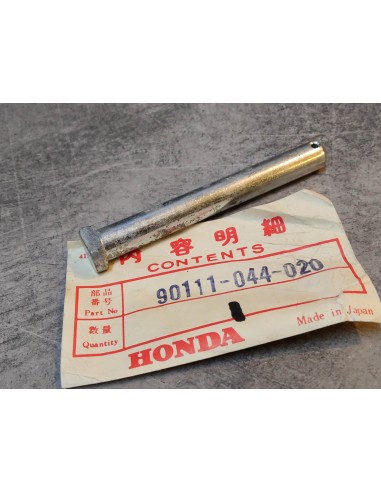 内容明細
CONTENTS
部品番号 Part No 90111-044-020
数量 Quantity
HONDA
Made in Japan